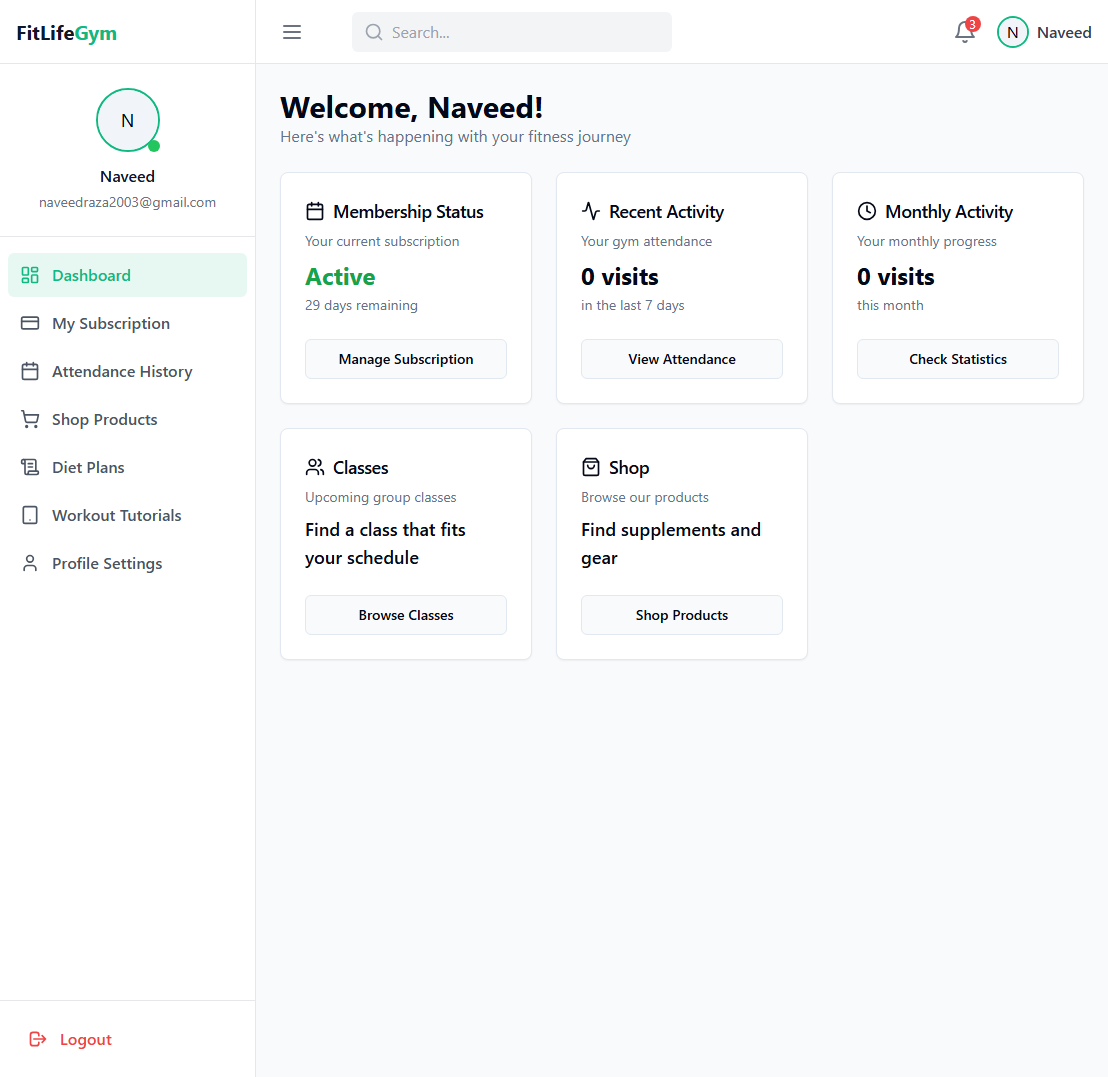 FitLifeGym
Search...
3
N
Naveed
N
Naveed
naveedraza2003@gmail.com
Dashboard
My Subscription
Attendance History
Shop Products
Diet Plans
Workout Tutorials
Profile Settings
Logout
Welcome, Naveed!
Here's what's happening with your fitness journey
Membership Status
Your current subscription
Active
29 days remaining
Manage Subscription
Recent Activity
Your gym attendance
0 visits
in the last 7 days
View Attendance
Monthly Activity
Your monthly progress
0 visits
this month
Check Statistics
Classes
Upcoming group classes
Find a class that fits
your schedule
Browse Classes
Shop
Browse our products
Find supplements and
gear
Shop Products